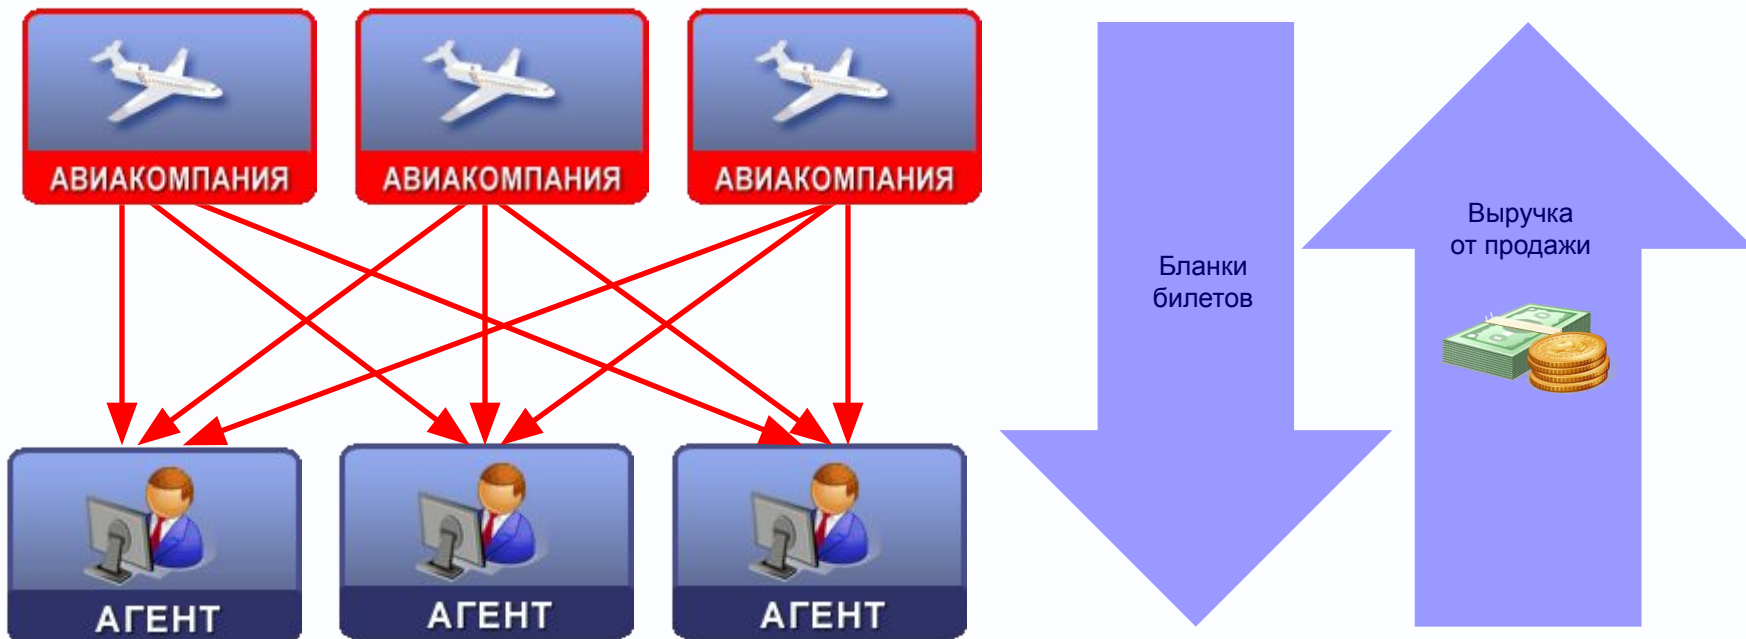 АВИАКОМПАНИЯ
АВИАКОМПАНИЯ
АВИАКОМПАНИЯ
АГЕНТ
АГЕНТ
АГЕНТ
Бланки
билетов
Выручка
от продажи